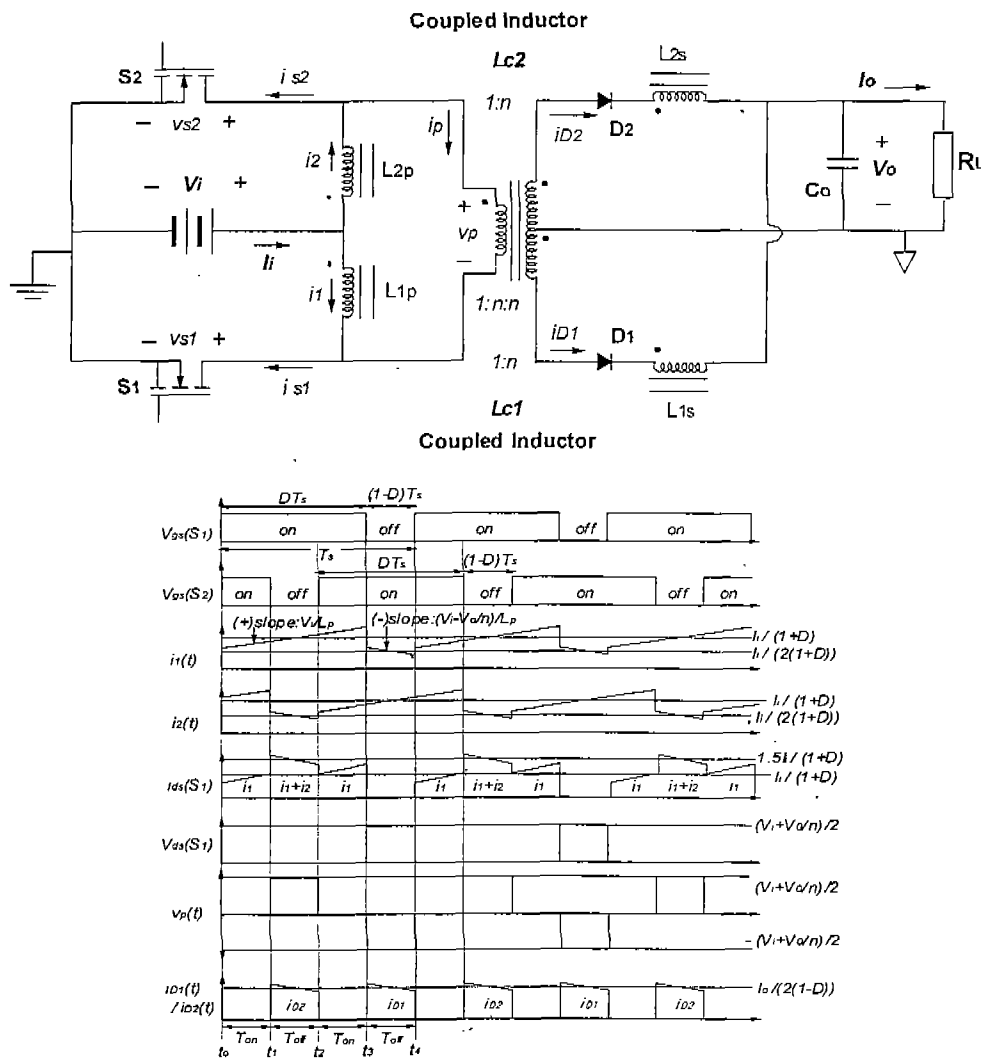 Coupled Inductor
Lc2
L2s
S2
i s2
1:n
Io
− vs2 +
ip
iD2
D2
i2
L2p
− Vi +
+
vp
−
Co
+
Vo
−
RL
Ii
i1
L1p
1:n:n
iD1
D1
− vs1 +
S1
i s1
1:n
L1s
Lc1
Coupled Inductor
DTs
(1-D)Ts
Vgs(S1)
on
off
on
off
on
Ts
DTs
(1-D)Ts
Vgs(S2)
on
off
on
off
on
off
on
(+)slope:Vi/Lp
(-)slope:(Vi-Vo/n)/Lp
i1(t)
Ii/(1+D)
Ii/(2(1+D))
i2(t)
Ii/(1+D)
Ii/(2(1+D))
Ids(S1)
i1
i1+i2
i1
i1
i1+i2
i1
i1
i1+i2
i1
1.5Ii/(1+D)
Ii/(1+D)
Vds(S1)
(Vi+Vo/n)/2
vp(t)
(Vi+Vo/n)/2
-(Vi+Vo/n)/2
iD1(t)
/iD2(t)
iD2
iD1
iD2
iD1
iD2
Io/(2(1-D))
Ton
Toff
Ton
Toff
to
t1
t2
t3
t4